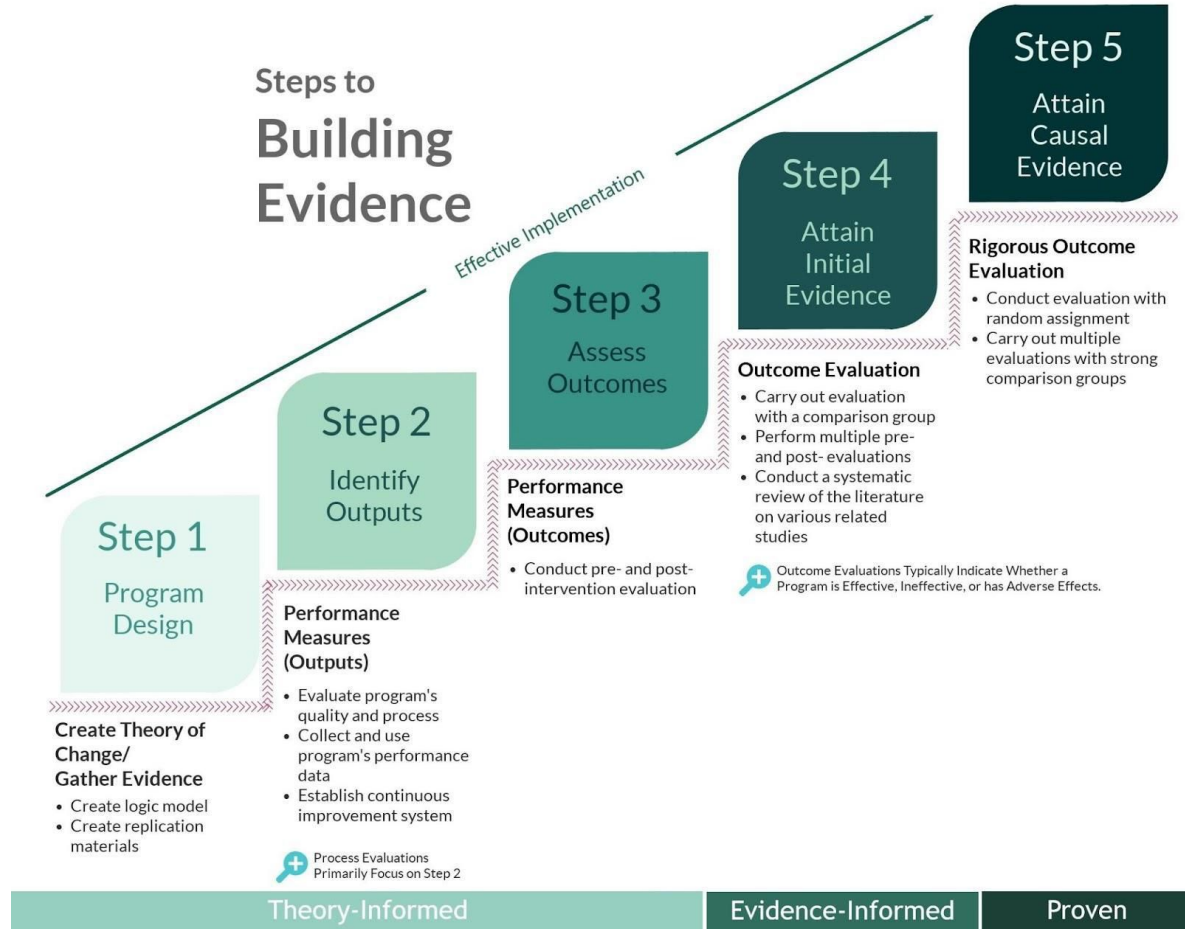 Steps to
Building
Evidence
Effective Implementation
Step 1
Program
Design
Create Theory of
Change/
Gather Evidence
• Create logic model
• Create replication
materials
Step 2
Identify
Outputs
Performance
Measures
(Outputs)
• Evaluate program's
quality and process
• Collect and use
program's performance
data
• Establish continuous
improvement system
Process Evaluations
Primarily Focus on Step 2
Step 3
Assess
Outcomes
Performance
Measures
(Outcomes)
• Conduct pre- and post-
intervention evaluation
Step 4
Attain
Initial
Evidence
Outcome Evaluation
• Carry out evaluation
with a comparison group
• Perform multiple pre-
and post- evaluations
• Conduct a systematic
review of the literature
on various related
studies
Outcome Evaluations Typically Indicate Whether a
Program is Effective, Ineffective, or has Adverse Effects.
Step 5
Attain
Causal
Evidence
Rigorous Outcome
Evaluation
• Conduct evaluation with
random assignment
• Carry out multiple
evaluations with strong
comparison groups
Theory-Informed
Evidence-Informed
Proven